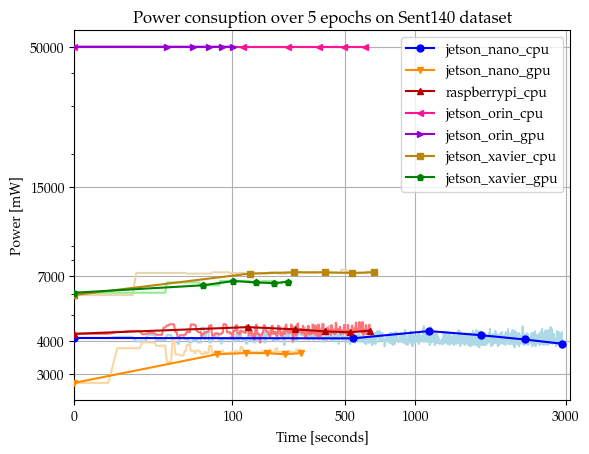 Power consuption over 5 epochs on Sent140 dataset
50000
15000
7000
4000
3000
Power [mW]
jetson_nano_cpu
jetson_nano_gpu
raspberrypi_cpu
jetson_orin_cpu
jetson_orin_gpu
jetson_xavier_cpu
jetson_xavier_gpu
0 100 500 1000 3000
Time [seconds]